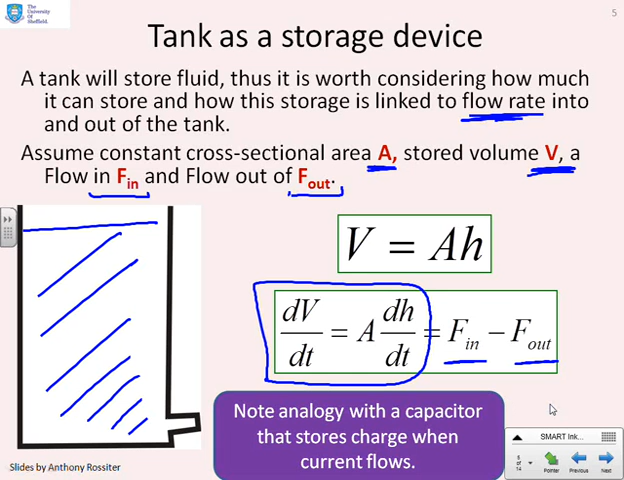 The
University
Of
Sheffield.
5
Tank as a storage device
A tank will store fluid, thus it is worth considering how much
it can store and how this storage is linked to flow rate into
and out of the tank.
Assume constant cross-sectional area A, stored volume V, a
Flow in Fin and Flow out of Fout.
V = Ah
dV/dt = A dh/dt = Fin − Fout
Note analogy with a capacitor
that stores charge when
current flows.
Slides by Anthony Rossiter
SMART Ink...
5
of
14
Pointer
Previous
Next